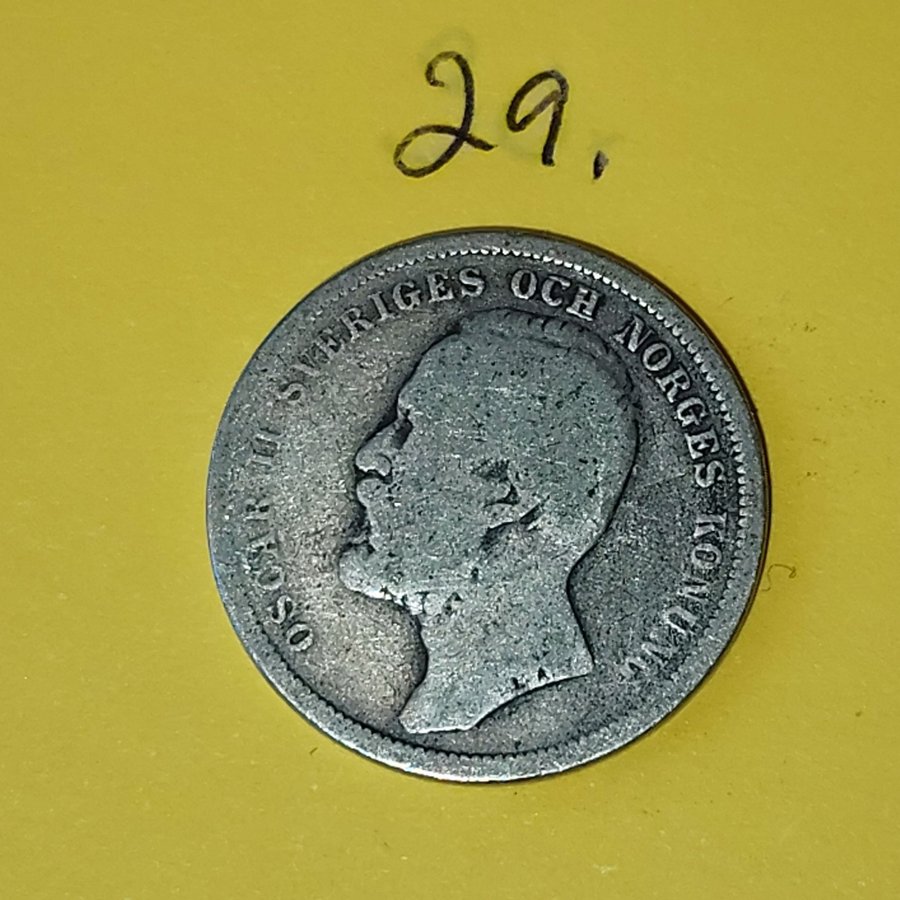 29.
OSCAR II SVERIGES OCH NORGES KONUNG
L A